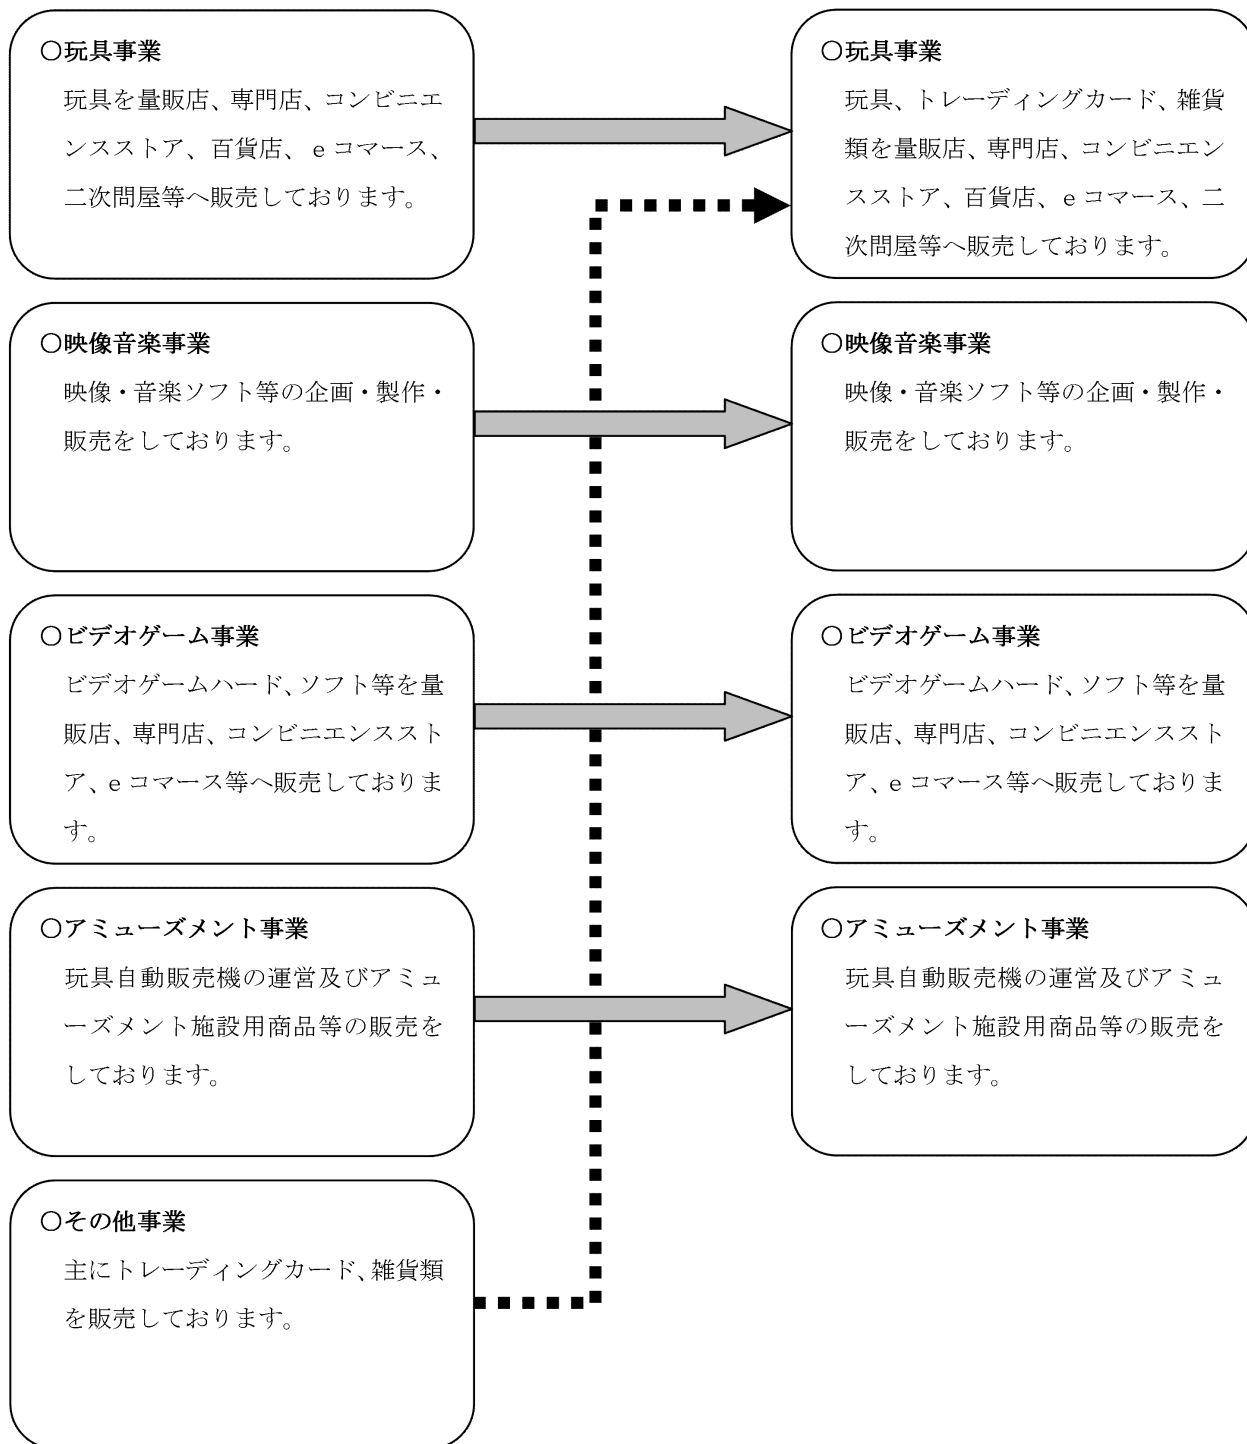 ○玩具事業
玩具を量販店、専門店、コンビニエ
ンスストア、百貨店、eコマース、
二次問屋等へ販売しております。
○玩具事業
玩具、トレーディングカード、雑貨
類を量販店、専門店、コンビニエン
スストア、百貨店、eコマース、二
次問屋等へ販売しております。
○映像音楽事業
映像・音楽ソフト等の企画・製作・
販売をしております。
○映像音楽事業
映像・音楽ソフト等の企画・製作・
販売をしております。
○ビデオゲーム事業
ビデオゲームハード、ソフト等を量
販店、専門店、コンビニエンススト
ア、eコマース等へ販売しておりま
す。
○ビデオゲーム事業
ビデオゲームハード、ソフト等を量
販店、専門店、コンビニエンススト
ア、eコマース等へ販売しておりま
す。
○アミューズメント事業
玩具自動販売機の運営及びアミュ
ーズメント施設用商品等の販売を
しております。
○アミューズメント事業
玩具自動販売機の運営及びアミュ
ーズメント施設用商品等の販売を
しております。
○その他事業
主にトレーディングカード、雑貨類
を販売しております。